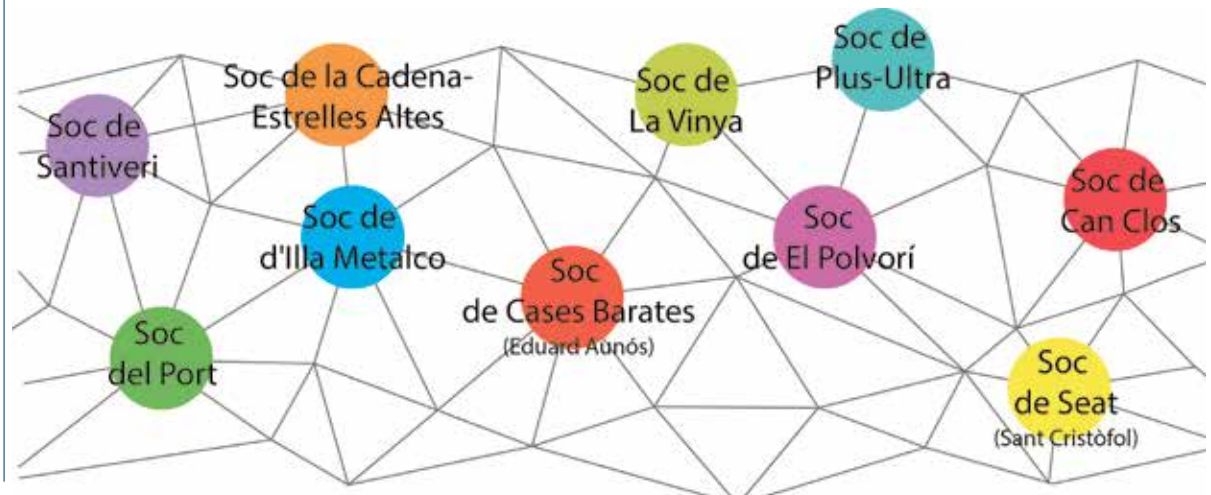 Soc de
Santiveri
Soc de la Cadena-
Estrelles Altes
Soc de
La Vinya
Soc de
Plus-Ultra
Soc de
d'Illa Metalco
Soc
de Cases Barates
(Eduard Aunós)
Soc
de El Polvorí
Soc de
Can Clos
Soc
del Port
Soc
de Seat
(Sant Cristòfol)